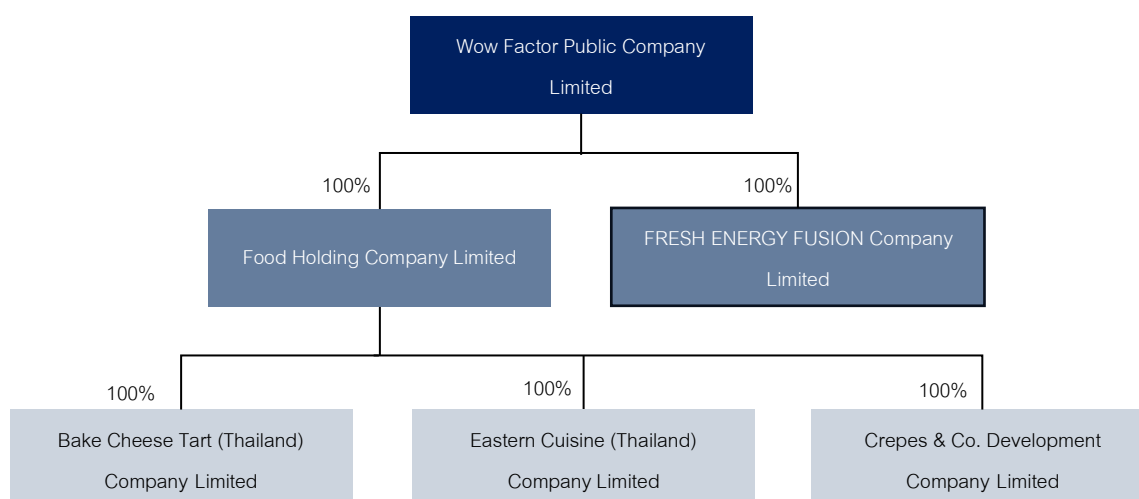 Wow Factor Public Company
Limited
100%
100%
Food Holding Company Limited
FRESH ENERGY FUSION Company
Limited
100%
100%
100%
Bake Cheese Tart (Thailand)
Company Limited
Eastern Cuisine (Thailand)
Company Limited
Crepes & Co. Development
Company Limited